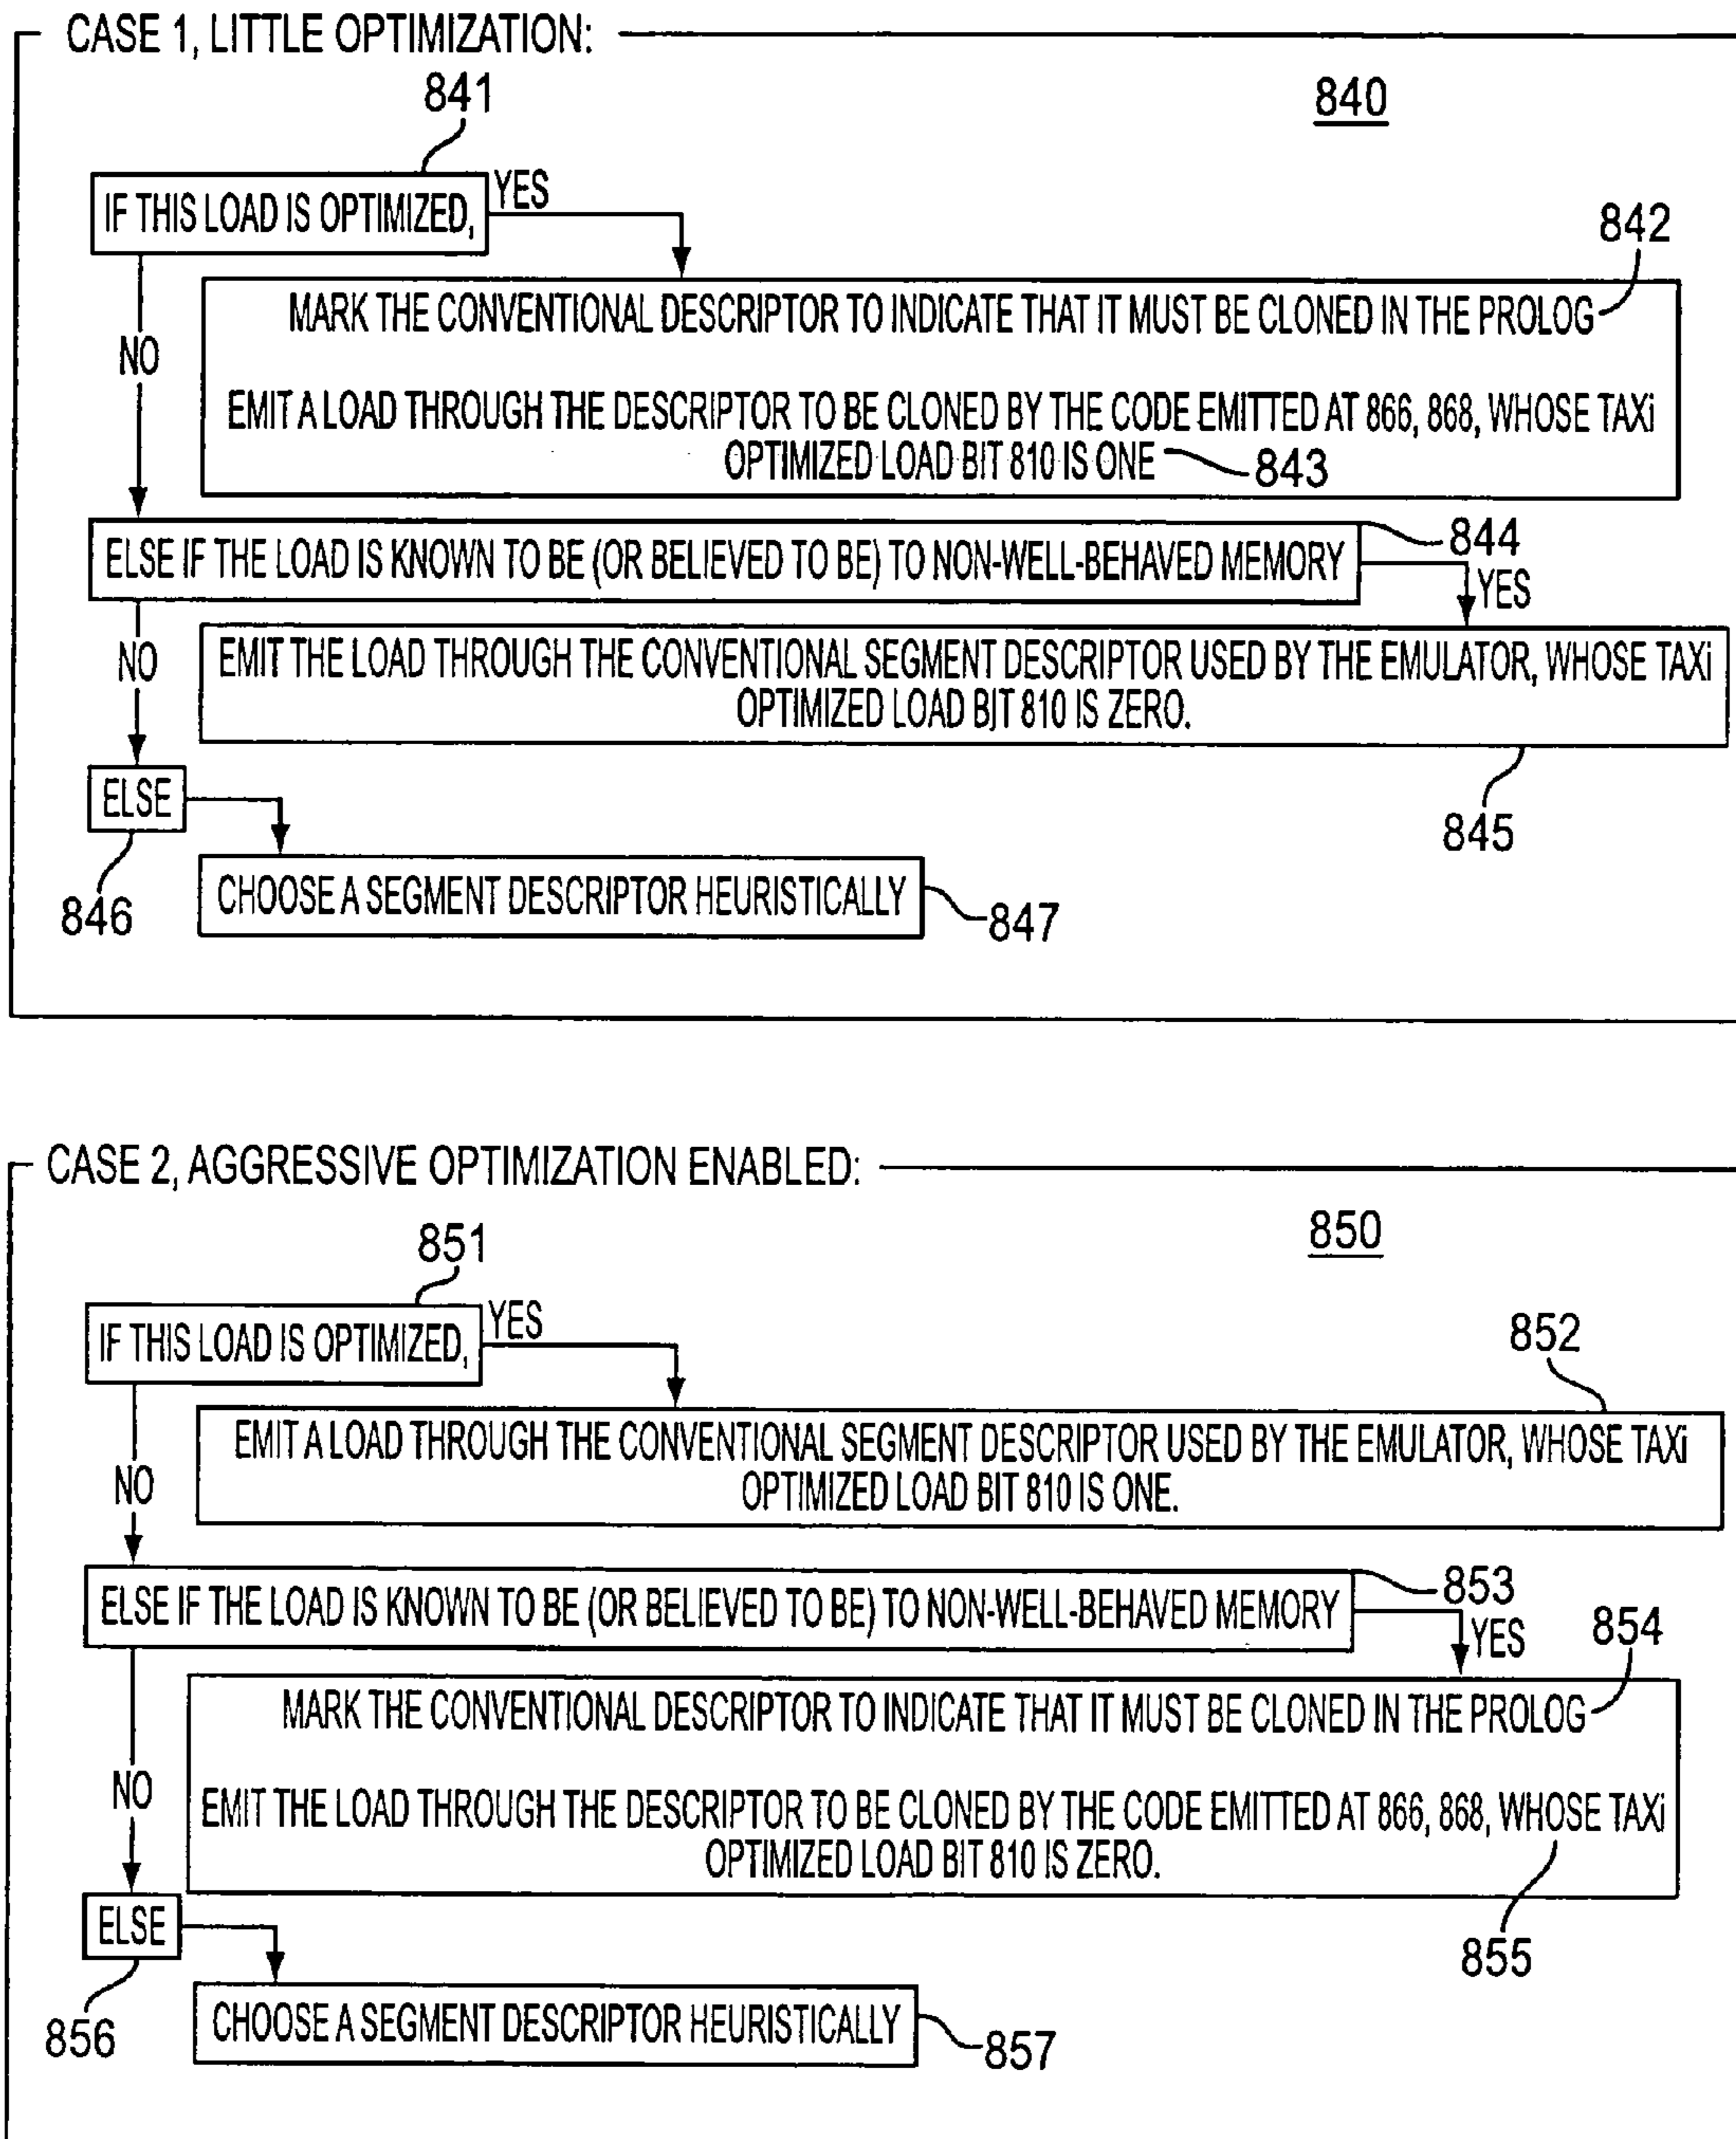 CASE 1, LITTLE OPTIMIZATION:
841
840
IF THIS LOAD IS OPTIMIZED,
YES
842
MARK THE CONVENTIONAL DESCRIPTOR TO INDICATE THAT IT MUST BE CLONED IN THE PROLOG
NO
EMIT A LOAD THROUGH THE DESCRIPTOR TO BE CLONED BY THE CODE EMITTED AT 866, 868, WHOSE TAXi
OPTIMIZED LOAD BIT 810 IS ONE
843
ELSE IF THE LOAD IS KNOWN TO BE (OR BELIEVED TO BE) TO NON-WELL-BEHAVED MEMORY
844
YES
NO
EMIT THE LOAD THROUGH THE CONVENTIONAL SEGMENT DESCRIPTOR USED BY THE EMULATOR, WHOSE TAXi
OPTIMIZED LOAD BIT 810 IS ZERO.
ELSE
845
846
CHOOSE A SEGMENT DESCRIPTOR HEURISTICALLY
847
CASE 2, AGGRESSIVE OPTIMIZATION ENABLED:
851
850
IF THIS LOAD IS OPTIMIZED,
YES
852
EMIT A LOAD THROUGH THE CONVENTIONAL SEGMENT DESCRIPTOR USED BY THE EMULATOR, WHOSE TAXi
OPTIMIZED LOAD BIT 810 IS ONE.
NO
ELSE IF THE LOAD IS KNOWN TO BE (OR BELIEVED TO BE) TO NON-WELL-BEHAVED MEMORY
853
YES
854
MARK THE CONVENTIONAL DESCRIPTOR TO INDICATE THAT IT MUST BE CLONED IN THE PROLOG
NO
EMIT THE LOAD THROUGH THE DESCRIPTOR TO BE CLONED BY THE CODE EMITTED AT 866, 868, WHOSE TAXi
OPTIMIZED LOAD BIT 810 IS ZERO.
ELSE
855
856
CHOOSE A SEGMENT DESCRIPTOR HEURISTICALLY
857